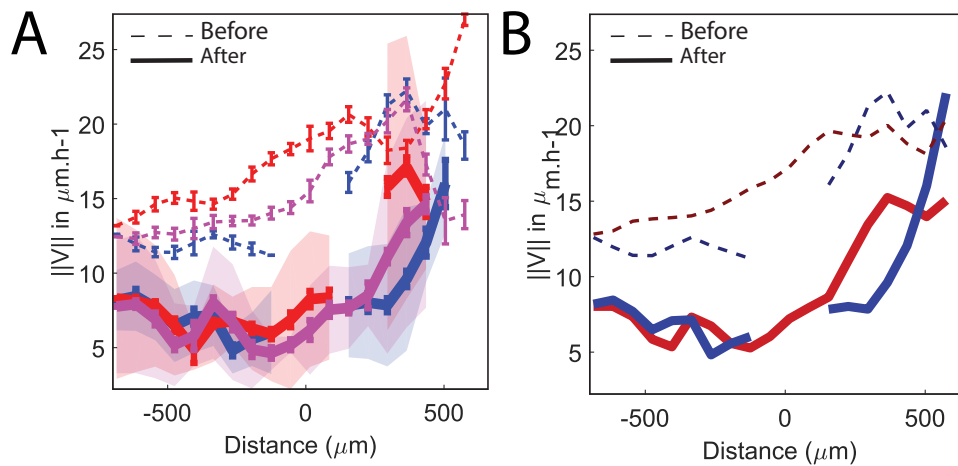 A
Before
After
25
20
15
10
5
||V|| in μm.h-1
-500
0
500
Distance (μm)
B
Before
After
25
20
15
10
5
||V|| in μm.h-1
-500
0
500
Distance (μm)